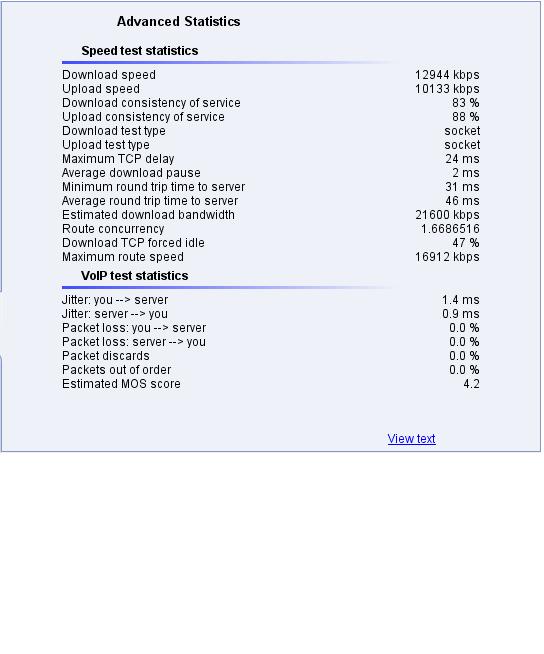 Advanced Statistics
Speed test statistics
Download speed 12944 kbps
Upload speed 10133 kbps
Download consistency of service 83 %
Upload consistency of service 88 %
Download test type socket
Upload test type socket
Maximum TCP delay 24 ms
Average download pause 2 ms
Minimum round trip time to server 31 ms
Average round trip time to server 46 ms
Estimated download bandwidth 21600 kbps
Route concurrency 1.6686516
Download TCP forced idle 47 %
Maximum route speed 16912 kbps
VoIP test statistics
Jitter: you --> server 1.4 ms
Jitter: server --> you 0.9 ms
Packet loss: you --> server 0.0 %
Packet loss: server --> you 0.0 %
Packet discards 0.0 %
Packets out of order 0.0 %
Estimated MOS score 4.2
View text